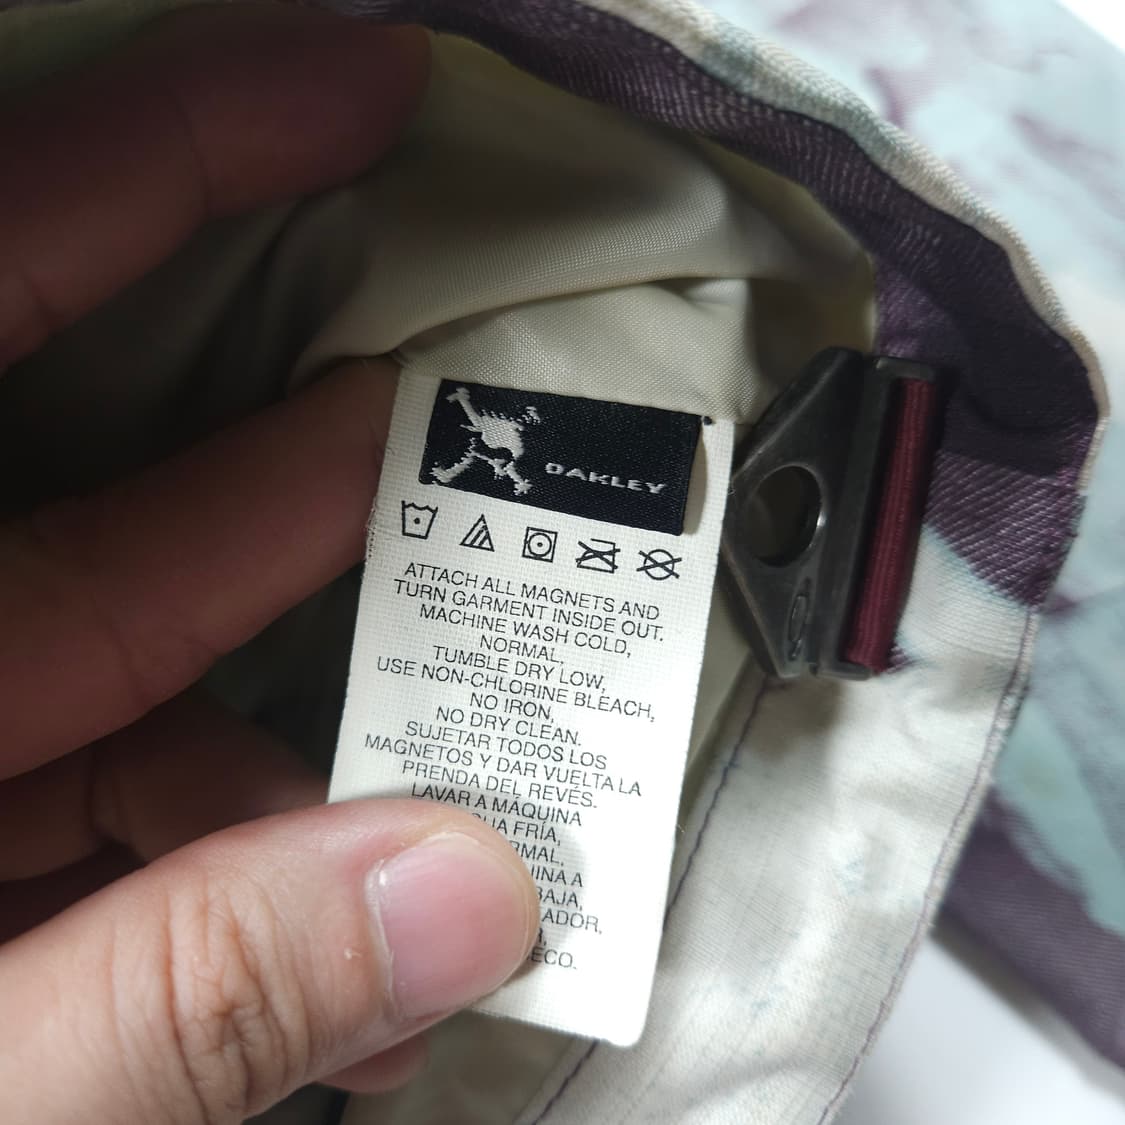 OAKLEY
ATTACH ALL MAGNETS AND
TURN GARMENT INSIDE OUT.
MACHINE WASH COLD,
NORMAL,
TUMBLE DRY LOW,
USE NON-CHLORINE BLEACH,
NO IRON,
NO DRY CLEAN.
SUJETAR TODOS LOS
MAGNETOS Y DAR VUELTA LA
PRENDA DEL REVÉS.
LAVAR A MÁQUINA
FRÍA,
A